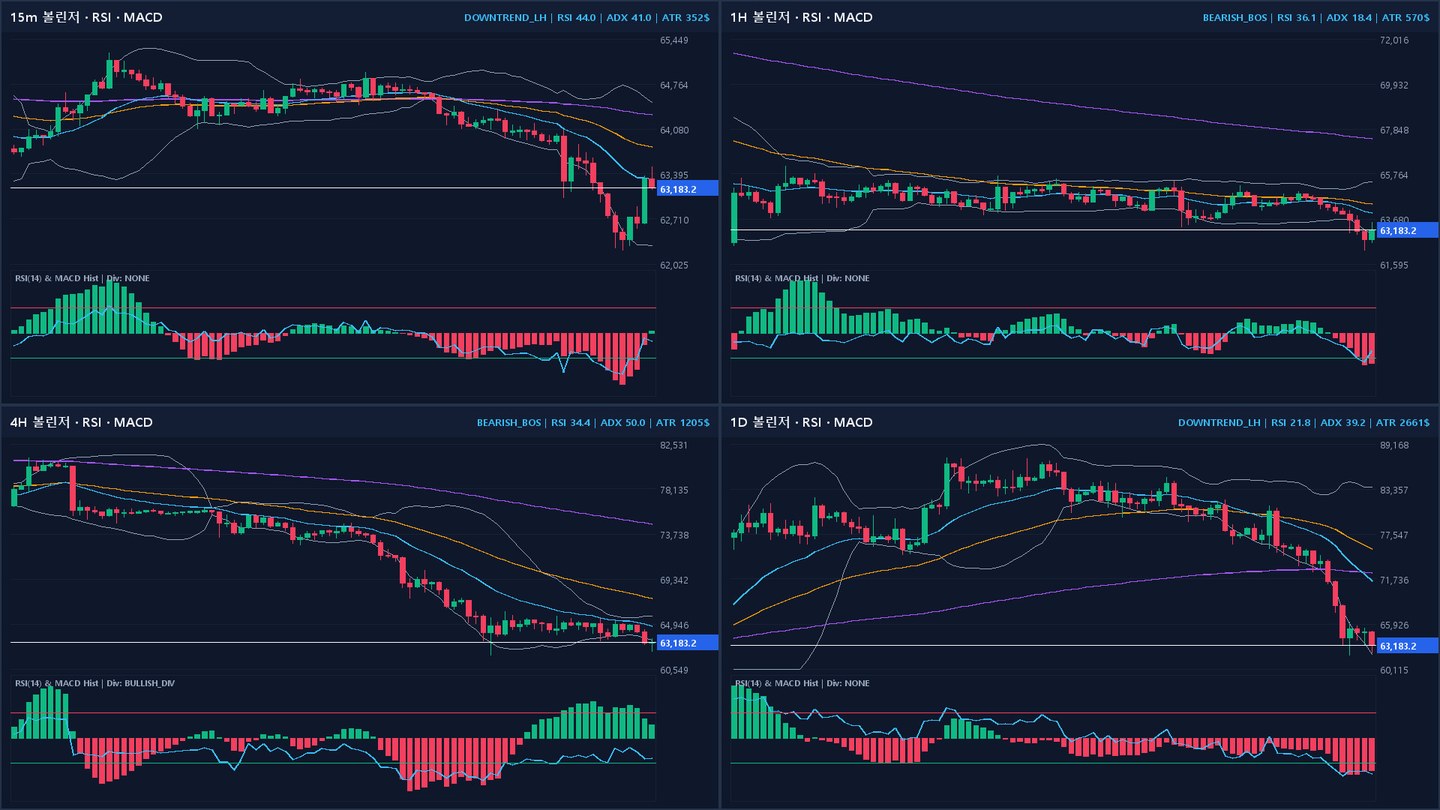 15m 볼린저 · RSI · MACD
DOWNTREND_LH | RSI 44.0 | ADX 41.0 | ATR 352$
65,449
64,764
64,080
63,395
63,183.2
62,710
62,025
RSI(14) & MACD Hist | Div: NONE
1H 볼린저 · RSI · MACD
BEARISH_BOS | RSI 36.1 | ADX 18.4 | ATR 570$
72,016
69,932
67,848
65,764
63,680
63,183.2
61,595
RSI(14) & MACD Hist | Div: NONE
4H 볼린저 · RSI · MACD
BEARISH_BOS | RSI 34.4 | ADX 50.0 | ATR 1205$
82,531
78,135
73,738
69,342
64,946
63,183.2
60,549
RSI(14) & MACD Hist | Div: BULLISH_DIV
1D 볼린저 · RSI · MACD
DOWNTREND_LH | RSI 21.8 | ADX 39.2 | ATR 2661$
89,168
83,357
77,547
71,736
65,926
63,183.2
60,115
RSI(14) & MACD Hist | Div: NONE